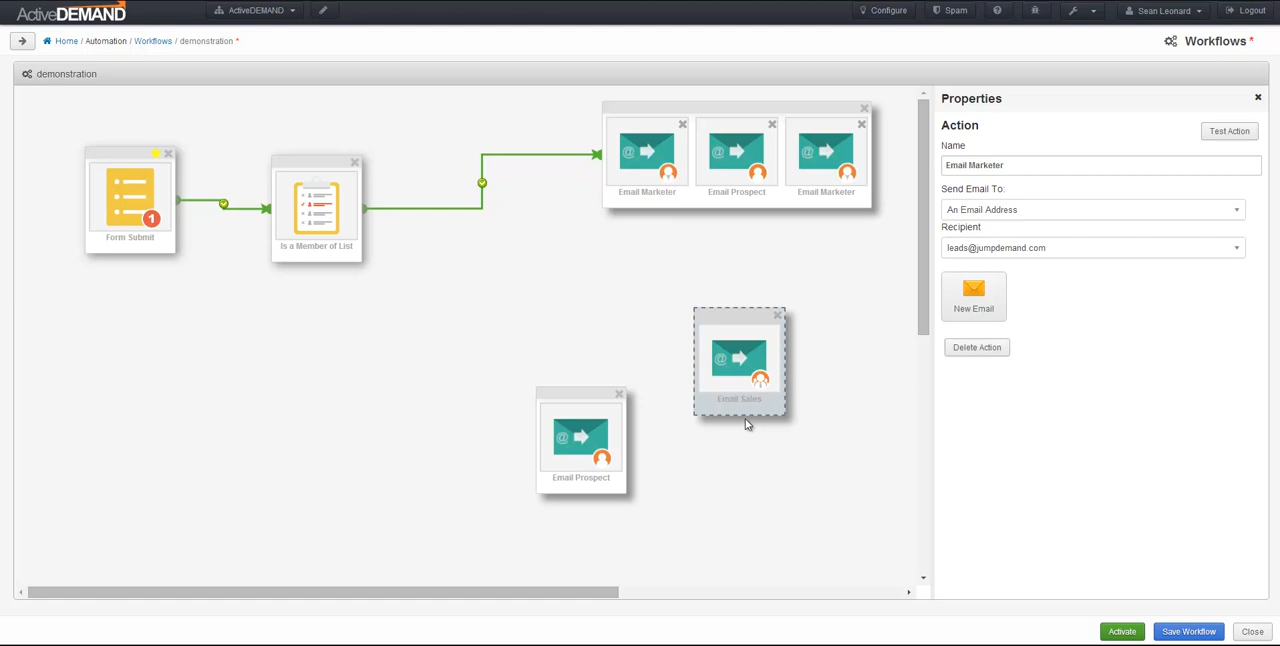 ActiveDEMAND
ActiveDEMAND
Configure
Spam
Sean Leonard
Logout
Home / Automation / Workflows / demonstration *
Workflows *
demonstration
1
Form Submit
Is a Member of List
@
Email Marketer
@
Email Prospect
@
Email Marketer
@
Email Sales
@
Email Prospect
Properties
Action
Test Action
Name
Email Marketer
Send Email To:
An Email Address
Recipient
leads@jumpdemand.com
New Email
Delete Action
Activate
Save Workflow
Close